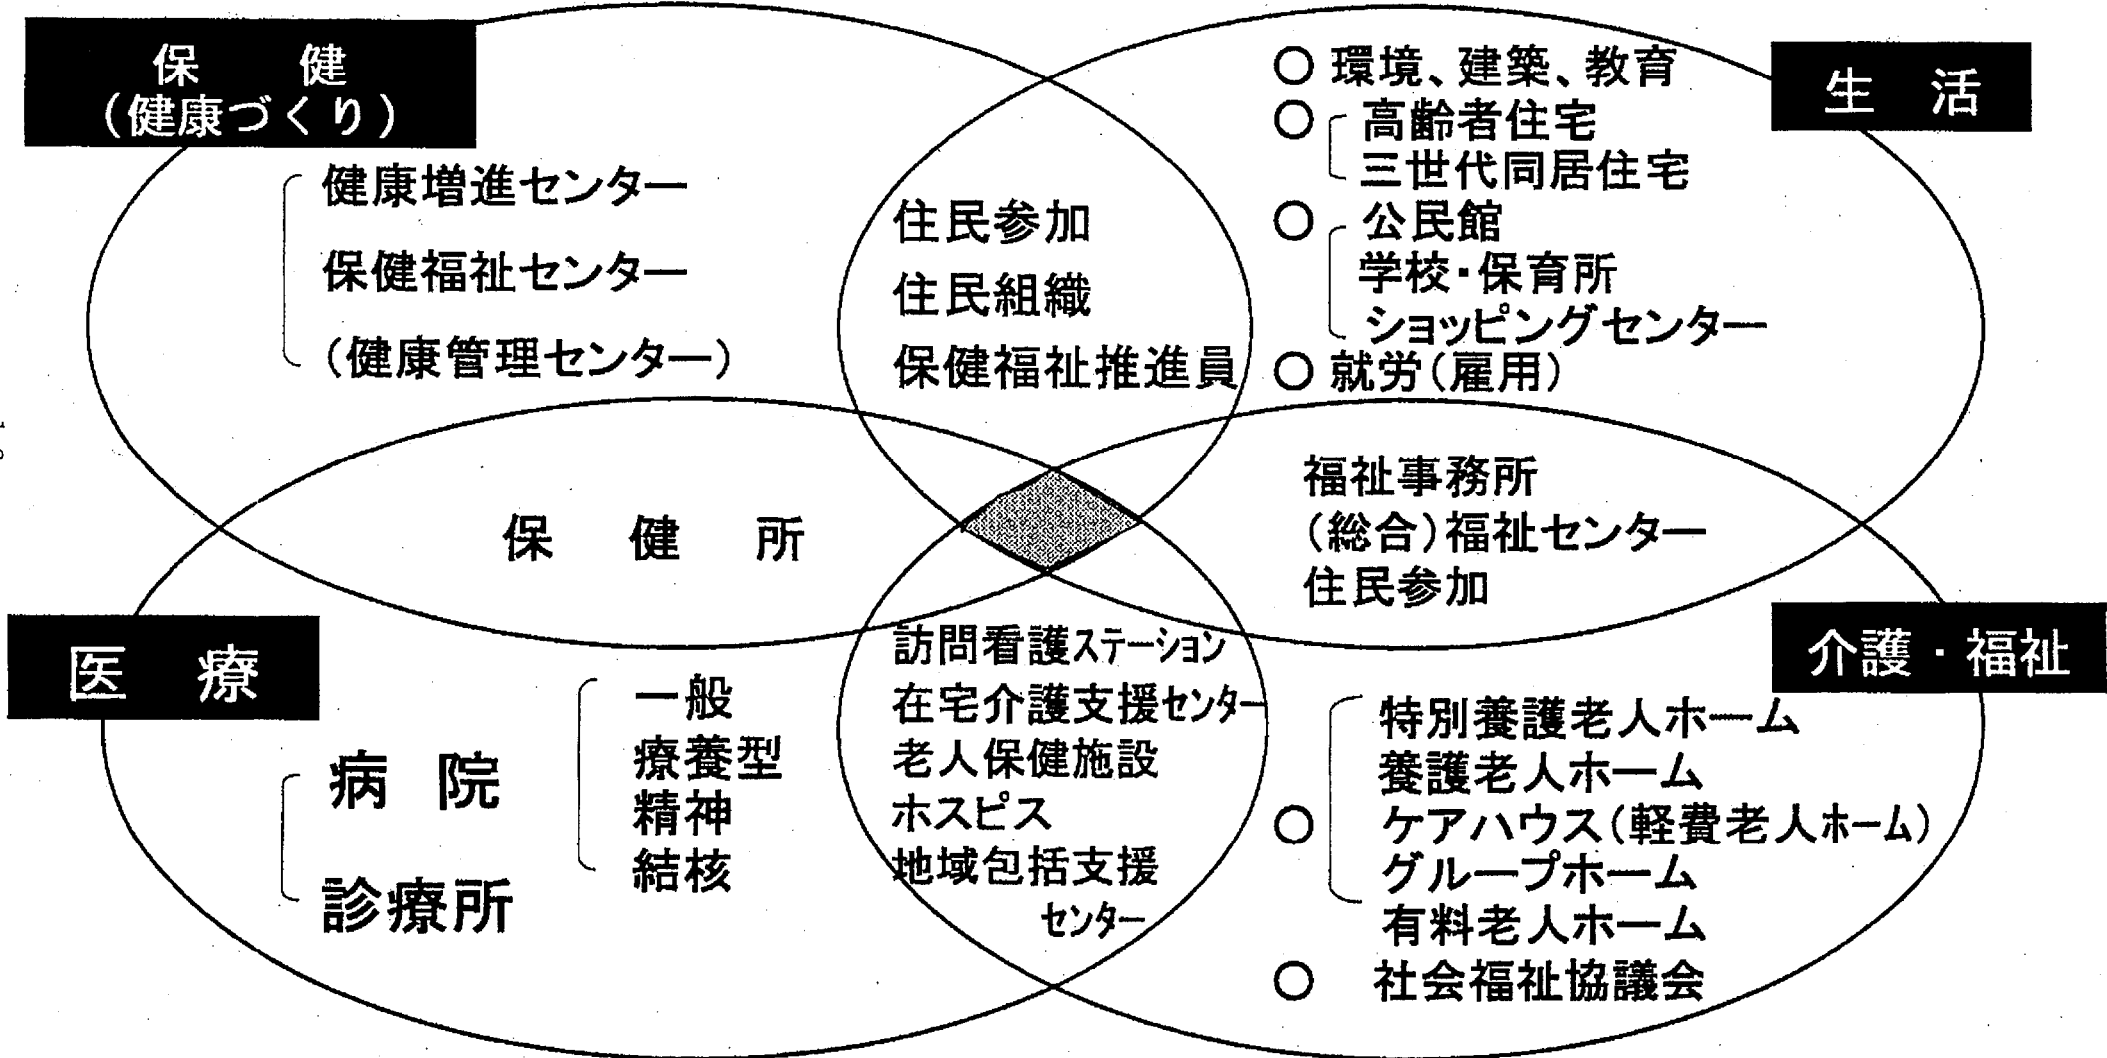 保 健
(健康づくり)
健康増進センター
保健福祉センター
(健康管理センター)
住民参加
住民組織
保健福祉推進員
生 活
○ 環境、建築、教育
○ 高齢者住宅
三世代同居住宅
○ 公民館
学校・保育所
ショッピングセンター
○ 就労(雇用)
保 健 所
福祉事務所
(総合)福祉センター
住民参加
医 療
病 院
診療所
一般
療養型
精神
結核
訪問看護ステーション
在宅介護支援センター
老人保健施設
ホスピス
地域包括支援
センター
介護・福祉
特別養護老人ホーム
養護老人ホーム
○ ケアハウス(軽費老人ホーム)
グループホーム
有料老人ホーム
○ 社会福祉協議会